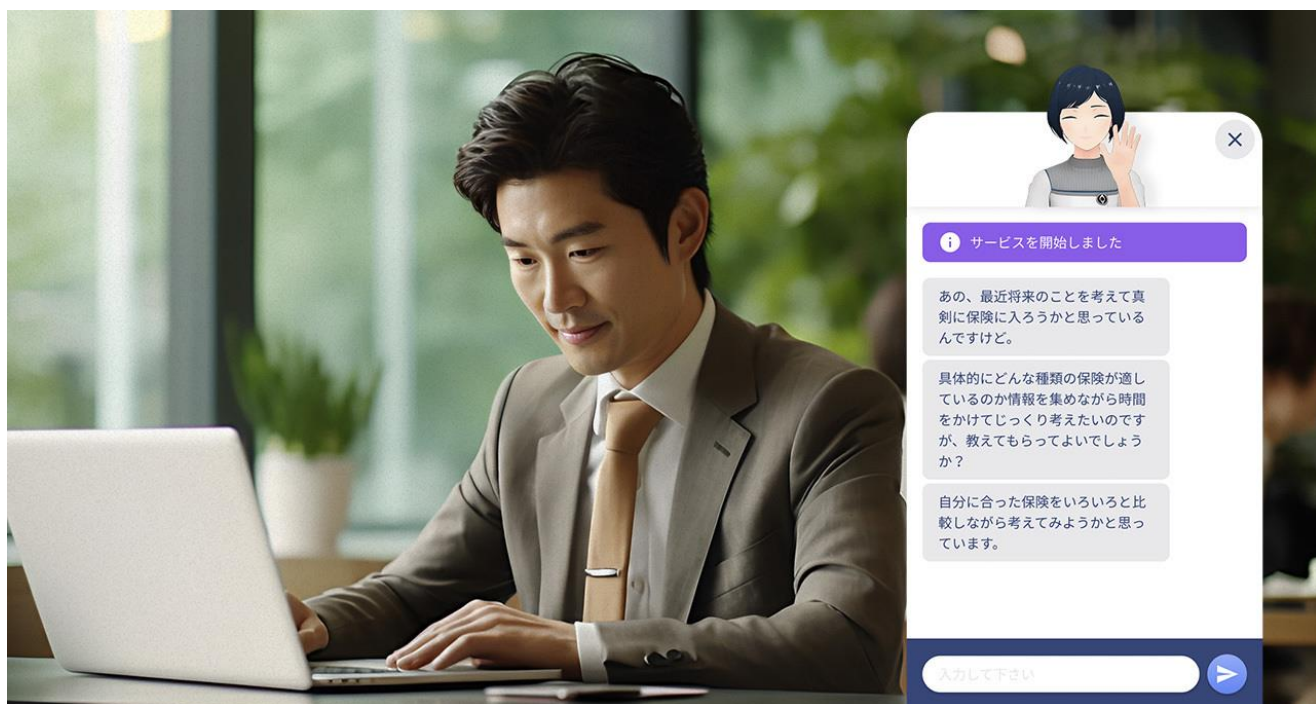 サービスを開始しました
あの、最近将来のことを考えて真
剣に保険に入ろうかと思っている
んですけど。
具体的にどんな種類の保険が適し
ているのか情報を集めながら時間
をかけてじっくり考えたいのです
が、教えてもらってよいでしょう
か？
自分に合った保険をいろいろと比
較しながら考えてみようかと思っ
ています。
入力して下さい